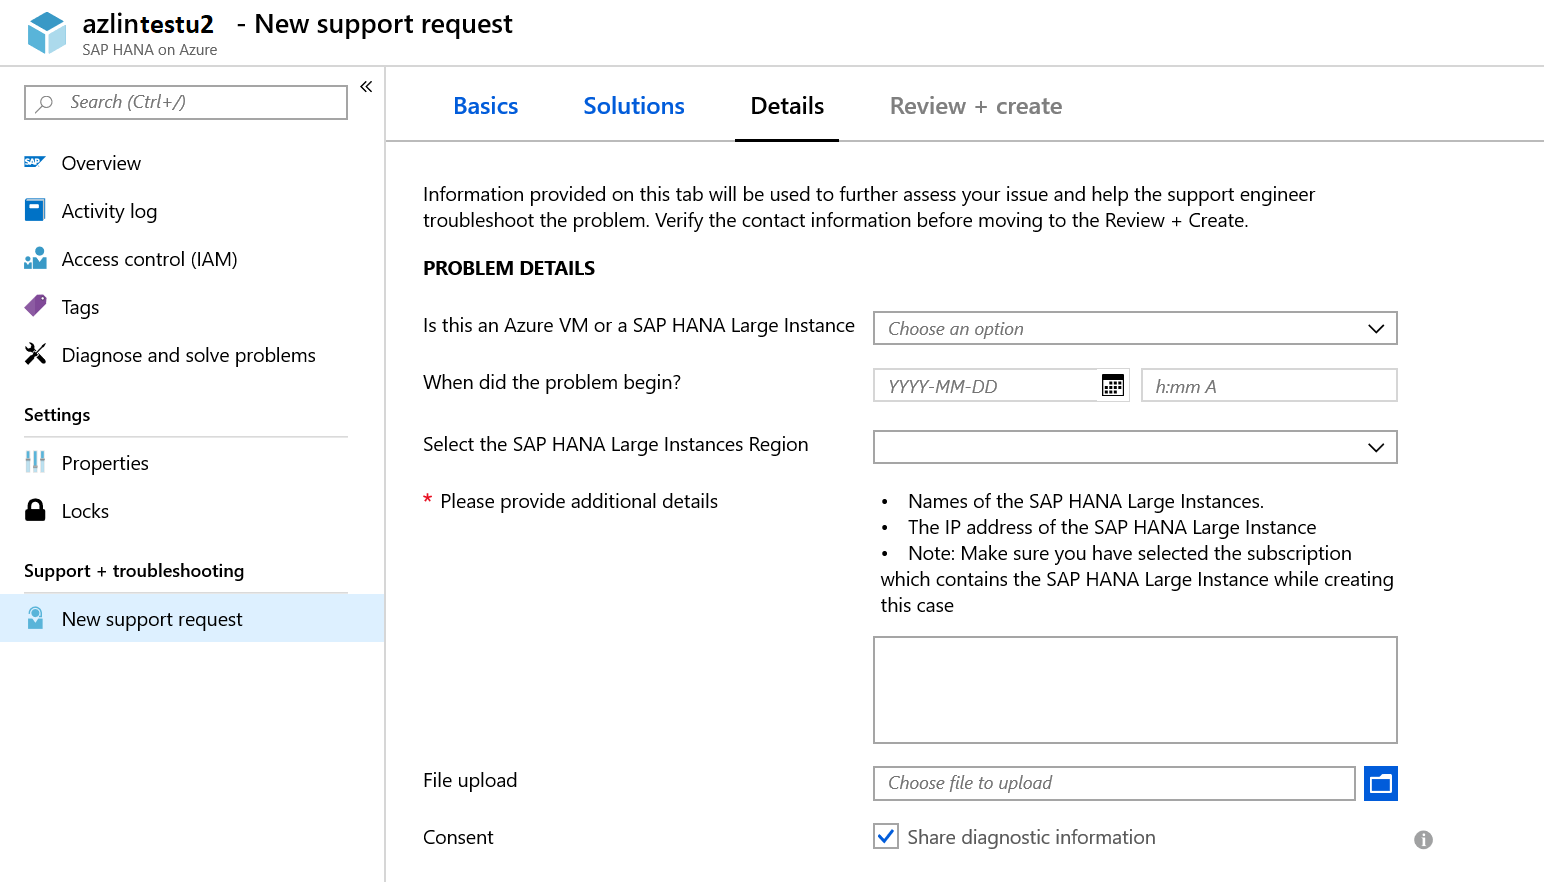 azlintestu2 - New support request
SAP HANA on Azure
Search (Ctrl+/)
«
SAP Overview
Activity log
Access control (IAM)
Tags
Diagnose and solve problems
Settings
Properties
Locks
Support + troubleshooting
New support request
Basics Solutions Details Review + create
Information provided on this tab will be used to further assess your issue and help the support engineer
troubleshoot the problem. Verify the contact information before moving to the Review + Create.
PROBLEM DETAILS
Is this an Azure VM or a SAP HANA Large Instance Choose an option
When did the problem begin? YYYY-MM-DD h:mm A
Select the SAP HANA Large Instances Region
* Please provide additional details
• Names of the SAP HANA Large Instances.
• The IP address of the SAP HANA Large Instance
• Note: Make sure you have selected the subscription
which contains the SAP HANA Large Instance while creating
this case
File upload Choose file to upload
Consent Share diagnostic information